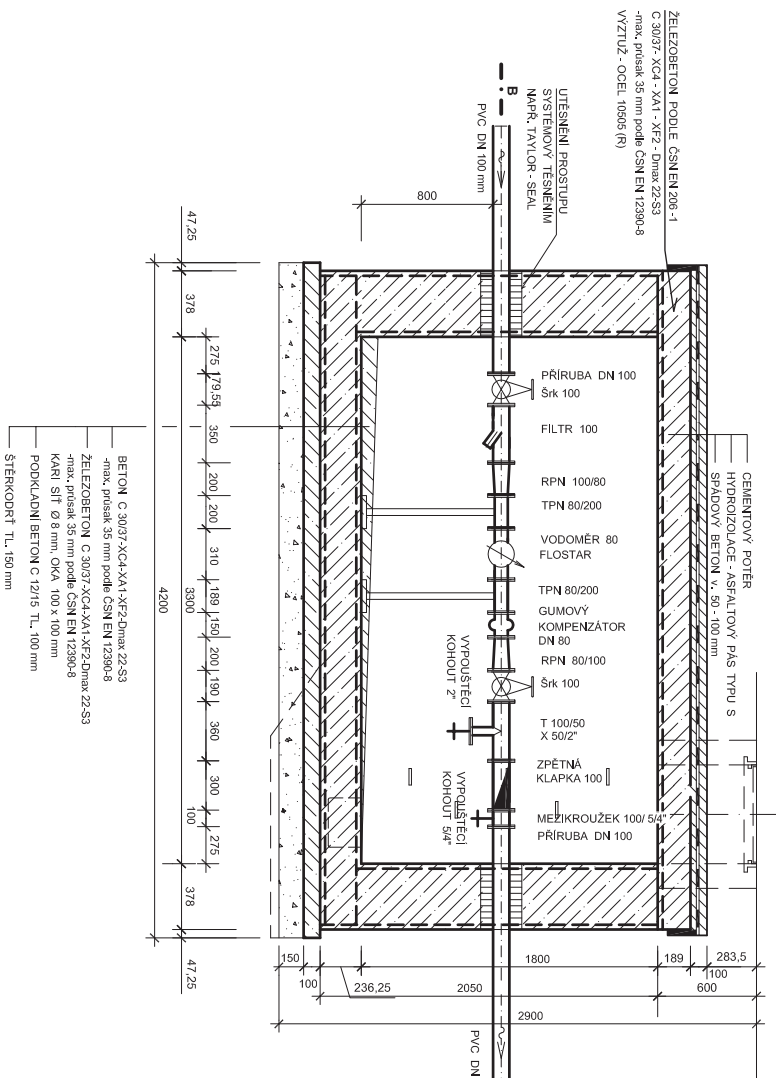 ŽELEZOBETON PODLE ČSN EN 206 -1
C 30/37- XC4 - XA1 - XF2 - Dmax 22-S3
-max. průsak 35 mm podle ČSN EN 12390-8
VÝZTUŽ - OCEL 10505 (R)
UTĚSNĚNÍ PROSTUPU
SYSTÉMOVÝ TĚSNĚNÍM
NAPŘ. TAYLOR - SEAL
B
PVC DN 100 mm
800
CEMENTOVÝ POTĚR
HYDROIZOLACE - ASFALTOVÝ PÁS TYPU S
SPÁDOVÝ BETON v. 50 - 100 mm
PŘÍRUBA DN 100
Šrk 100
FILTR 100
RPN 100/80
TPN 80/200
VODOMĚR 80
FLOSTAR
TPN 80/200
GUMOVÝ
KOMPENZÁTOR
DN 80
RPN 80/100
Šrk 100
VYPOUŠTĚCÍ
KOHOUT 2"
T 100/50
X 50/2"
ZPĚTNÁ
KLAPKA 100
VYPOUŠTĚCÍ
KOHOUT 5/4"
MEZIKROUŽEK 100/ 5/4"
PŘÍRUBA DN 100
PVC DN
47,25
378
275
179,55
350
200
200
310
189
150
200
190
360
300
100
275
378
47,25
3300
4200
150
100
236,25
1800
189
100
283,5
2050
600
2900
BETON C 30/37-XC4-XA1-XF2-Dmax 22-S3
-max. průsak 35 mm podle ČSN EN 12390-8
ŽELEZOBETON C 30/37-XC4-XA1-XF2-Dmax 22-S3
-max. průsak 35 mm podle ČSN EN 12390-8
KARI SÍŤ Ø 8 mm, OKA 100 x 100 mm
PODKLADNÍ BETON C 12/15 TL. 100 mm
ŠTĚRKODRŤ TL. 150 mm